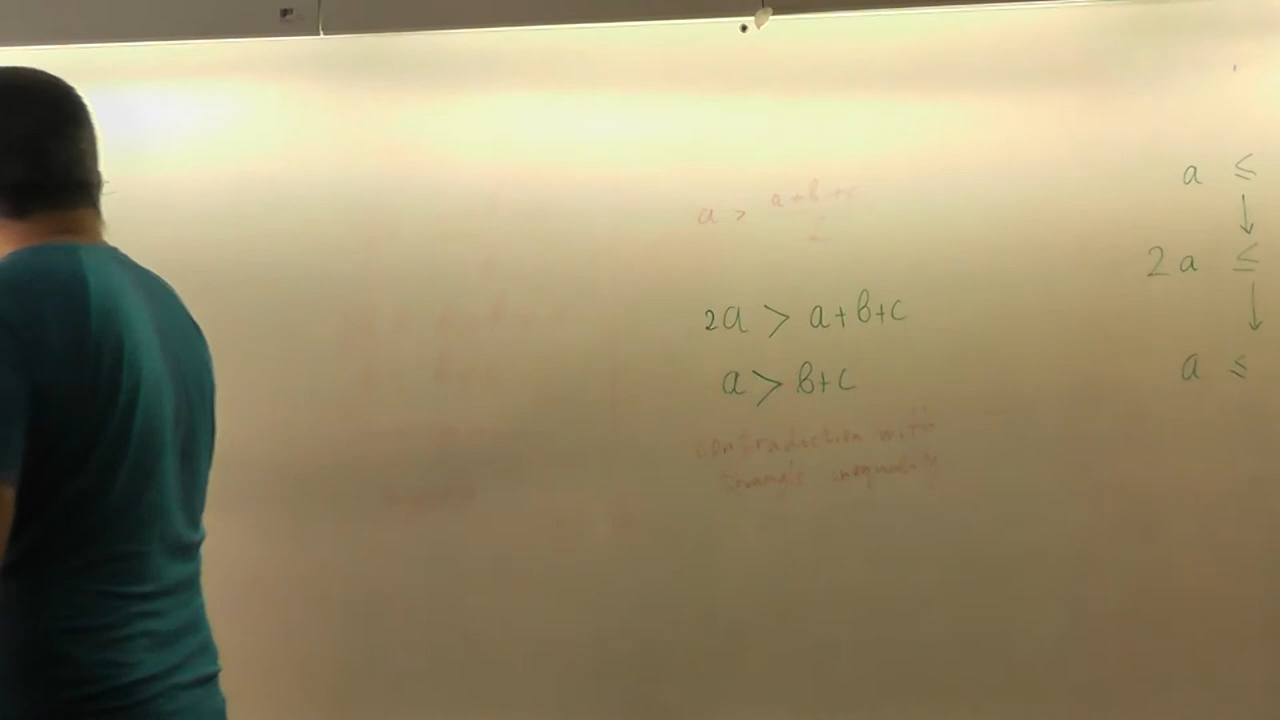 a > a+b+c
2
2a > a+b+c
a > b+c
contradiction with
triangle inequality
a ≤
↓
2a ≤
↓
a ≤